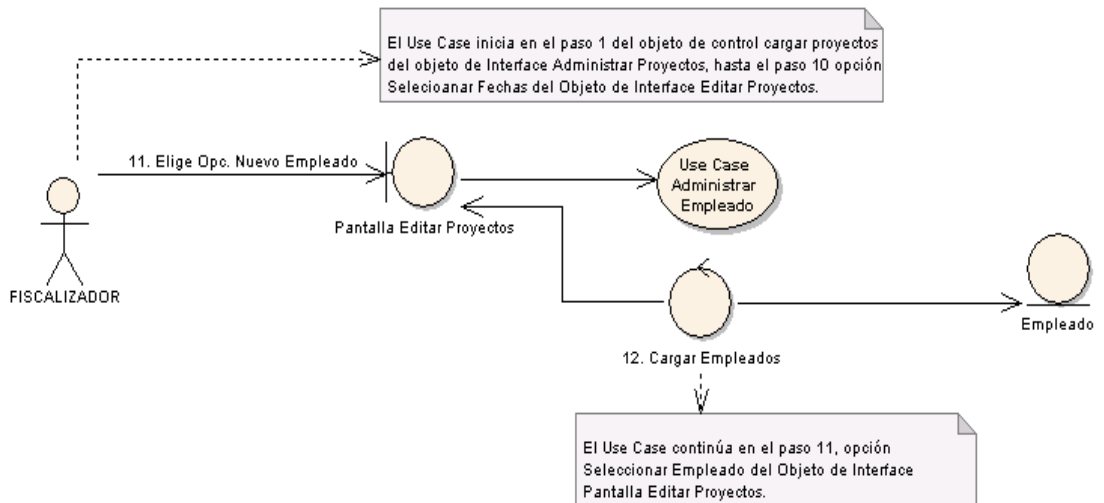 El Use Case inicia en el paso 1 del objeto de control cargar proyectos
del objeto de Interface Administrar Proyectos, hasta el paso 10 opción
Selecioanar Fechas del Objeto de Interface Editar Proyectos.
11. Elige Opc. Nuevo Empleado
Use Case
Administrar
Empleado
Pantalla Editar Proyectos
FISCALIZADOR
Empleado
12. Cargar Empleados
El Use Case continúa en el paso 11, opción
Seleccionar Empleado del Objeto de Interface
Pantalla Editar Proyectos.